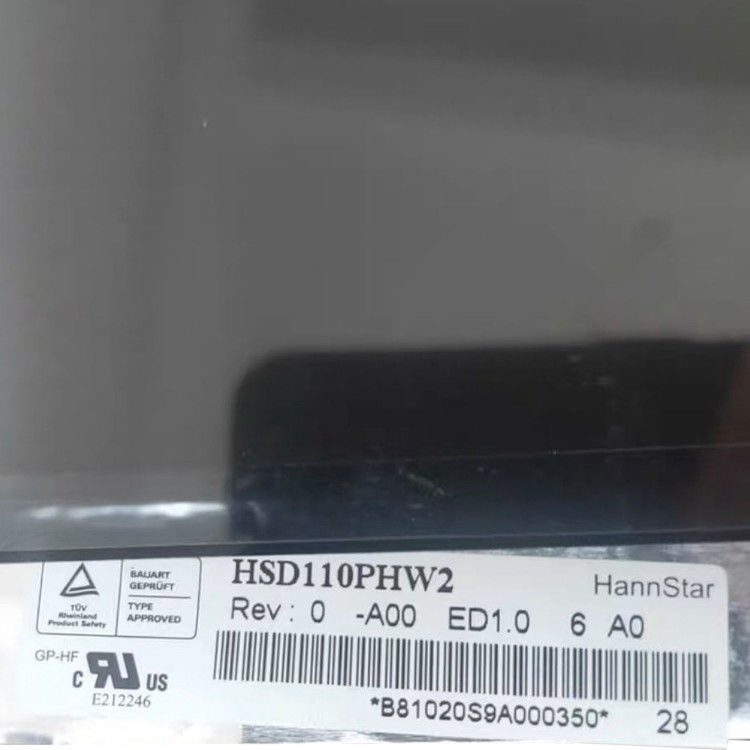 HSD110PHW2
HannStar
Rev: 0 -A00 ED1.0 6 A0
*B81020S9A000350* 28
BAUART
GEPRÜFT
TYPE
APPROVED
TÜV
Rheinland
Product Safety
GP-HF
C RU US
E212246